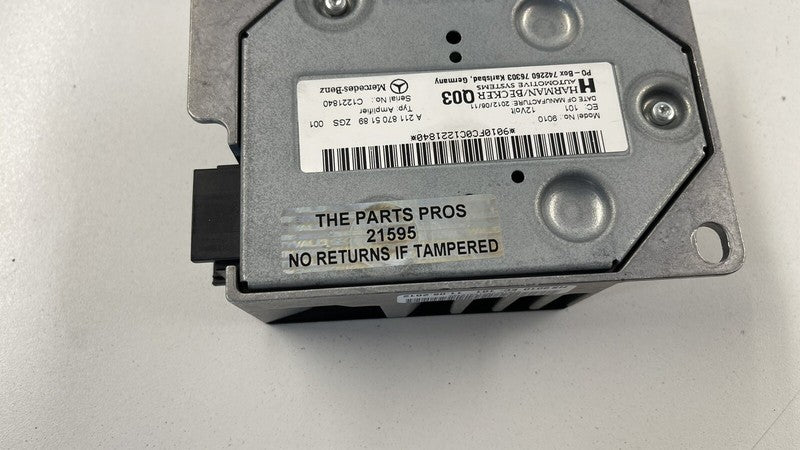 H HARMAN/BECKER Q03
AUTOMOTIVE SYSTEMS
PO - Box 742260 76303 Karlsbad, Germany
Mercedes-Benz
Model No.: 9010
EC: 101 12Volt
DATE OF MANUFACTURE: 2012/06/11
A 211 870 51 89 ZGS 001
Typ: Amplifier
Serial No.: C1221840
*9010FC0C1221840*
THE PARTS PROS
21595
NO RETURNS IF TAMPERED